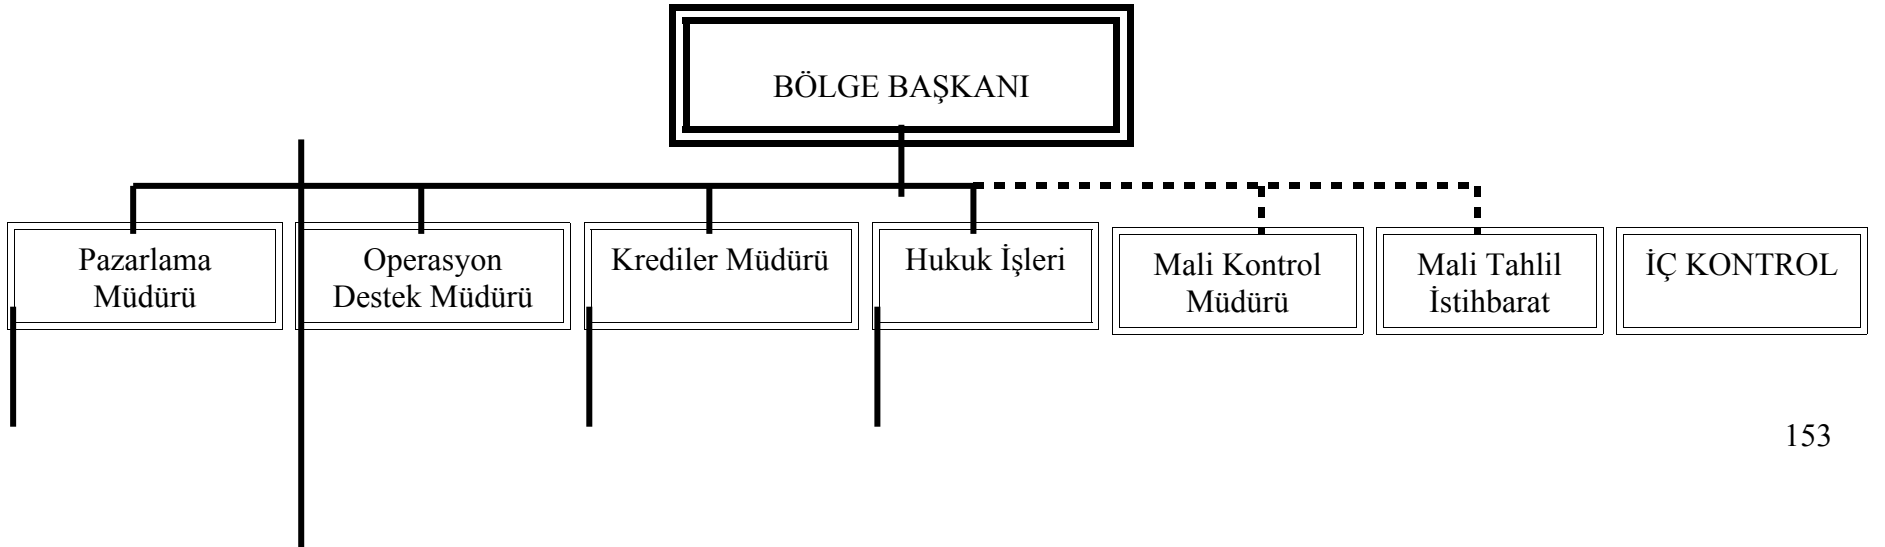 BÖLGE BAŞKANI
Pazarlama
Müdürü
Operasyon
Destek Müdürü
Krediler Müdürü
Hukuk İşleri
Mali Kontrol
Müdürü
Mali Tahlil
İstihbarat
İÇ KONTROL
153